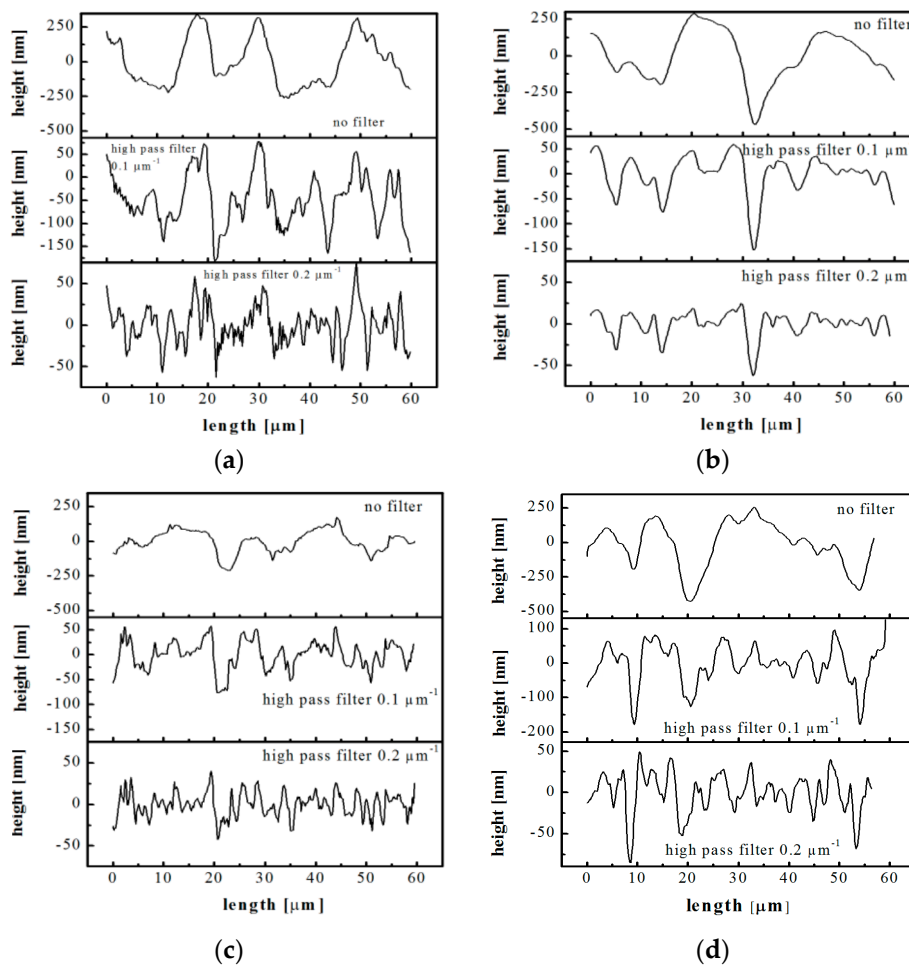 250
0
-250
-500
height [nm]
no filter
50
0
-50
-100
-150
height [nm]
high pass filter
0.1 µm⁻¹
50
0
-50
height [nm]
high pass filter 0.2 µm⁻¹
0 10 20 30 40 50 60
length [µm]
(a)
250
0
-250
-500
height [nm]
no filter
50
0
-50
-100
-150
height [nm]
high pass filter 0.1 µm
50
0
-50
height [nm]
high pass filter 0.2 µm
0 10 20 30 40 50 60
length [µm]
(b)
250
0
-250
-500
height [nm]
no filter
50
0
-50
-100
-150
height [nm]
high pass filter 0.1 µm⁻¹
50
0
-50
height [nm]
high pass filter 0.2 µm⁻¹
0 10 20 30 40 50 60
length [µm]
(c)
250
0
-250
-500
height [nm]
no filter
100
0
-100
-200
height [nm]
high pass filter 0.1 µm⁻¹
50
0
-50
height [nm]
high pass filter 0.2 µm⁻¹
0 10 20 30 40 50 60
length [µm]
(d)